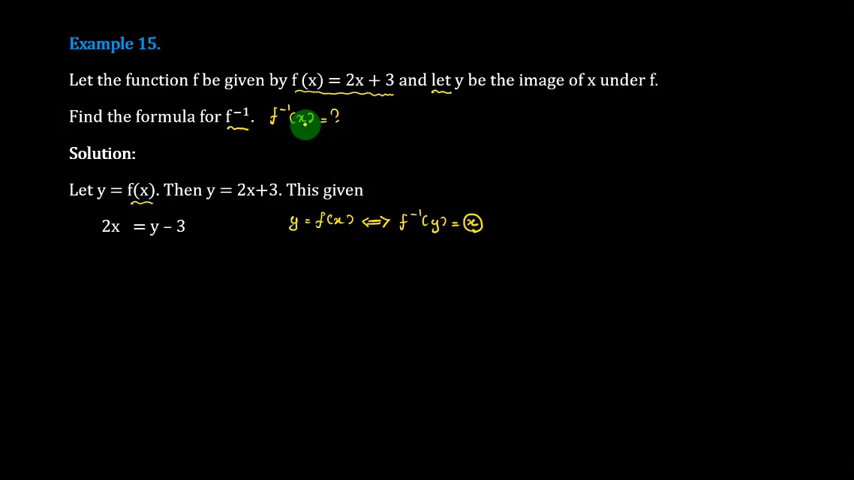 Example 15.
Let the function f be given by f (x) = 2x + 3 and let y be the image of x under f.
Find the formula for f⁻¹. f⁻¹(x) = ?
Solution:
Let y = f(x). Then y = 2x+3. This given
2x = y – 3 y = f(x) ⟺ f⁻¹(y) = x